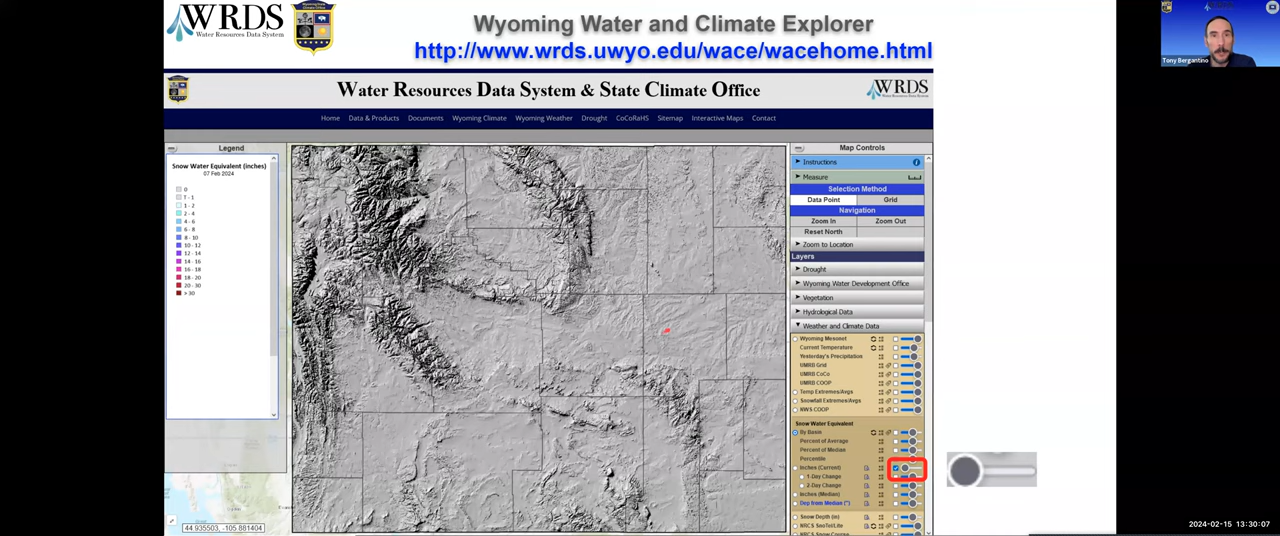 WRDS
Water Resources Data System
Wyoming Water and Climate Explorer
http://www.wrds.uwyo.edu/wace/wacehome.html
Tony Bergantino
Water Resources Data System & State Climate Office
WRDS
Home Data & Products Documents Wyoming Climate Wyoming Weather Drought CoCoRaHS Sitemap Interactive Maps Contact
Legend
Snow Water Equivalent (inches)
07 Feb 2024
0
T - 1
1 - 2
2 - 4
4 - 6
6 - 8
8 - 10
10 - 12
12 - 14
14 - 16
16 - 18
18 - 20
20 - 30
> 30
44.935503, -105.881404
Map Controls
Instructions
Measure
Selection Method
Data Point Grid
Navigation
Zoom In Zoom Out
Reset North
Zoom to Location
Layers
Drought
Wyoming Water Development Office
Vegetation
Hydrological Data
Weather and Climate Data
Wyoming Mesonet
Current Temperature
Yesterday's Precipitation
UMRB Grid
UMRB CoCo
UMRB COOP
Temp Extremes/Avgs
Snowfall Extremes/Avgs
NWS COOP
Snow Water Equivalent
By Basin
Percent of Average
Percent of Median
Percentile
Inches (Current)
1-Day Change
2-Day Change
Inches (Median)
Dep from Median (")
Snow Depth (in)
NRCS SnoTel/Lite
NRCS Snow Course
2024-02-15 13:30:07